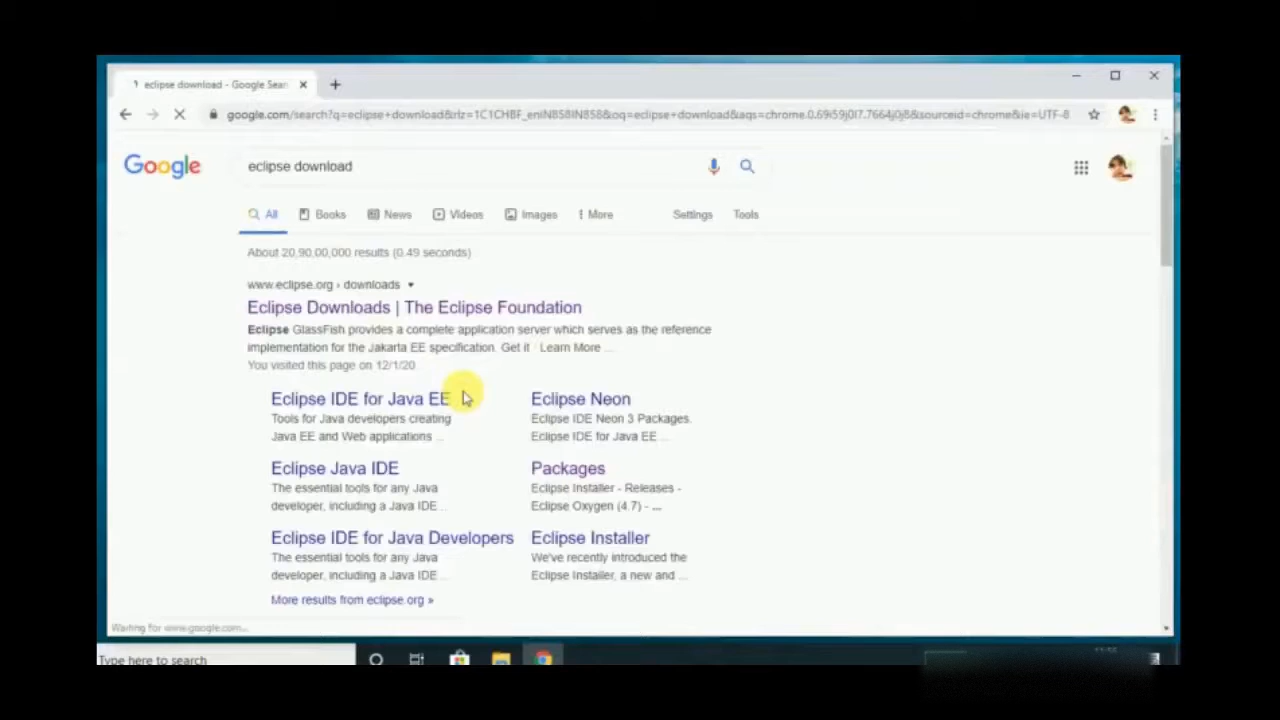 eclipse download - Google Sear
google.com/search?q=eclipse+download&rlz=1C1CHBF_enIN858IN858&oq=eclipse+download&aqs=chrome.0.69i59j0l7.7664j0j8&sourceid=chrome&ie=UTF-8
Google
eclipse download
All Books News Videos Images More Settings Tools
About 20,90,00,000 results (0.49 seconds)
www.eclipse.org › downloads
Eclipse Downloads | The Eclipse Foundation
Eclipse GlassFish provides a complete application server which serves as the reference
implementation for the Jakarta EE specification. Get it · Learn More ...
You visited this page on 12/1/20.
Eclipse IDE for Java EE
Tools for Java developers creating
Java EE and Web applications ...
Eclipse Neon
Eclipse IDE Neon 3 Packages.
Eclipse IDE for Java EE ...
Eclipse Java IDE
The essential tools for any Java
developer, including a Java IDE ...
Packages
Eclipse Installer - Releases -
Eclipse Oxygen (4.7) - ...
Eclipse IDE for Java Developers
The essential tools for any Java
developer, including a Java IDE ...
Eclipse Installer
We've recently introduced the
Eclipse Installer, a new and ...
More results from eclipse.org »
Waiting for www.google.com...
Type here to search